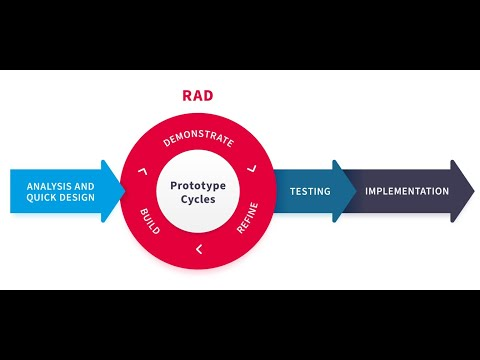 RAD
ANALYSIS AND
QUICK DESIGN
DEMONSTRATE
Prototype
Cycles
BUILD
REFINE
TESTING
IMPLEMENTATION